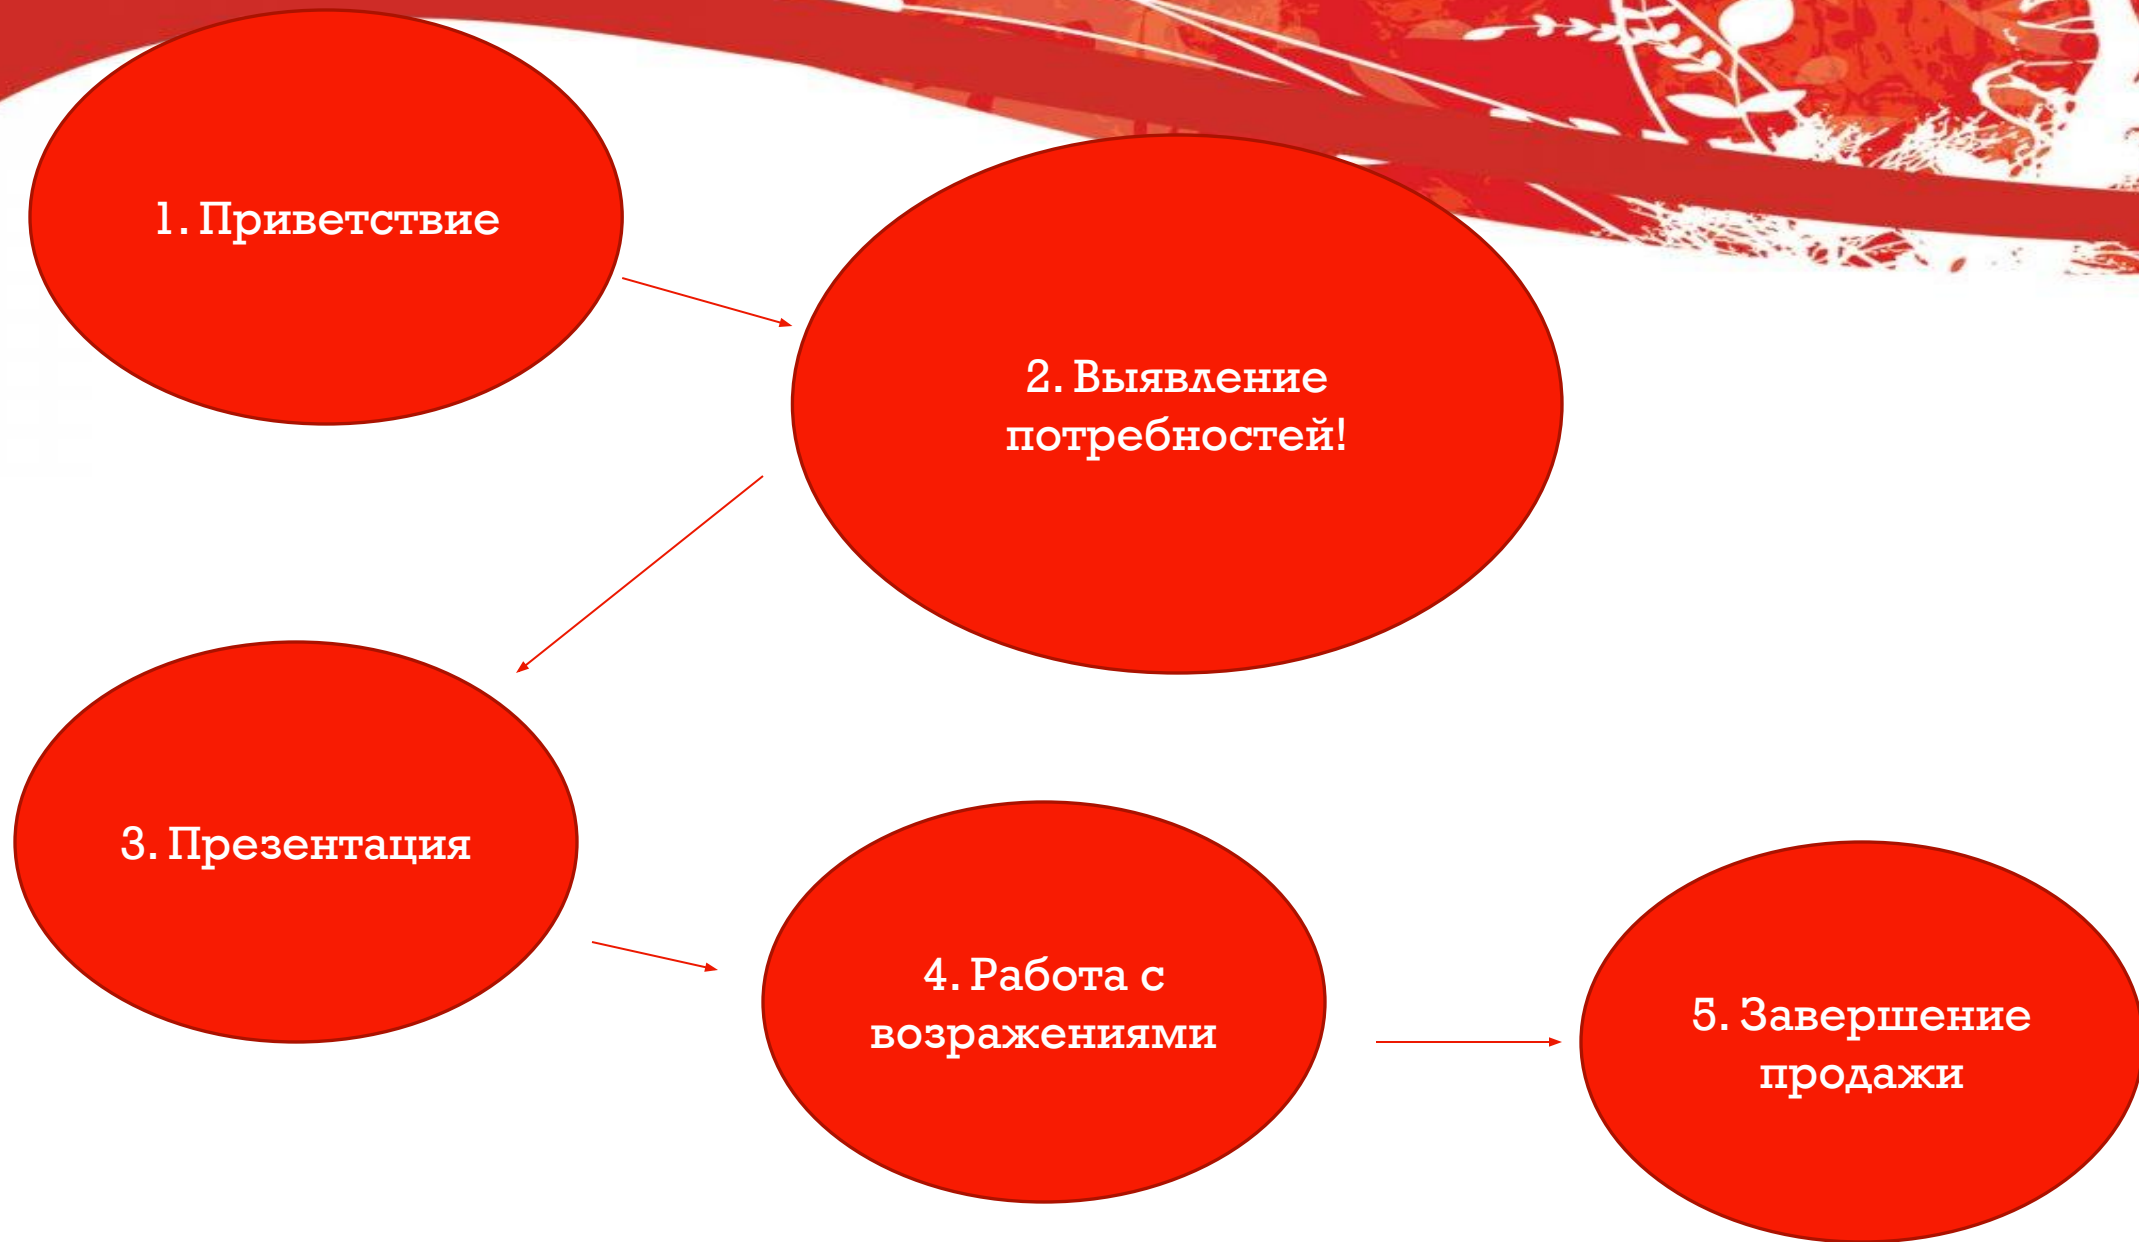 1. Приветствие
2. Выявление
потребностей!
3. Презентация
4. Работа с
возражениями
5. Завершение
продажи